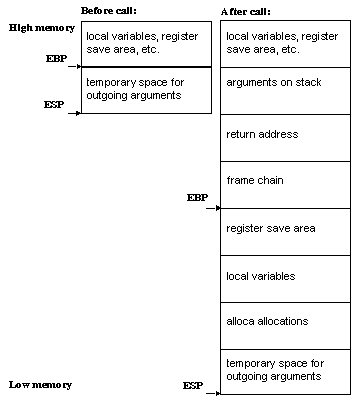 Before call:
After call:
High memory
local variables, register
save area, etc.
EBP
temporary space for
outgoing arguments
ESP
local variables, register
save area, etc.
arguments on stack
return address
frame chain
EBP
register save area
local variables
alloca allocations
temporary space for
outgoing arguments
ESP
Low memory